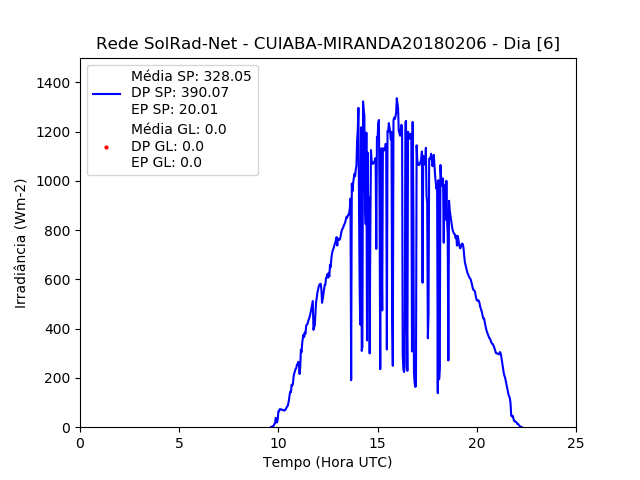 Rede SolRad-Net - CUIABA-MIRANDA20180206 - Dia [6]
Média SP: 328.05
DP SP: 390.07
EP SP: 20.01
Média GL: 0.0
DP GL: 0.0
EP GL: 0.0
Irradiância (Wm-2)
1400
1200
1000
800
600
400
200
0
0 5 10 15 20 25
Tempo (Hora UTC)